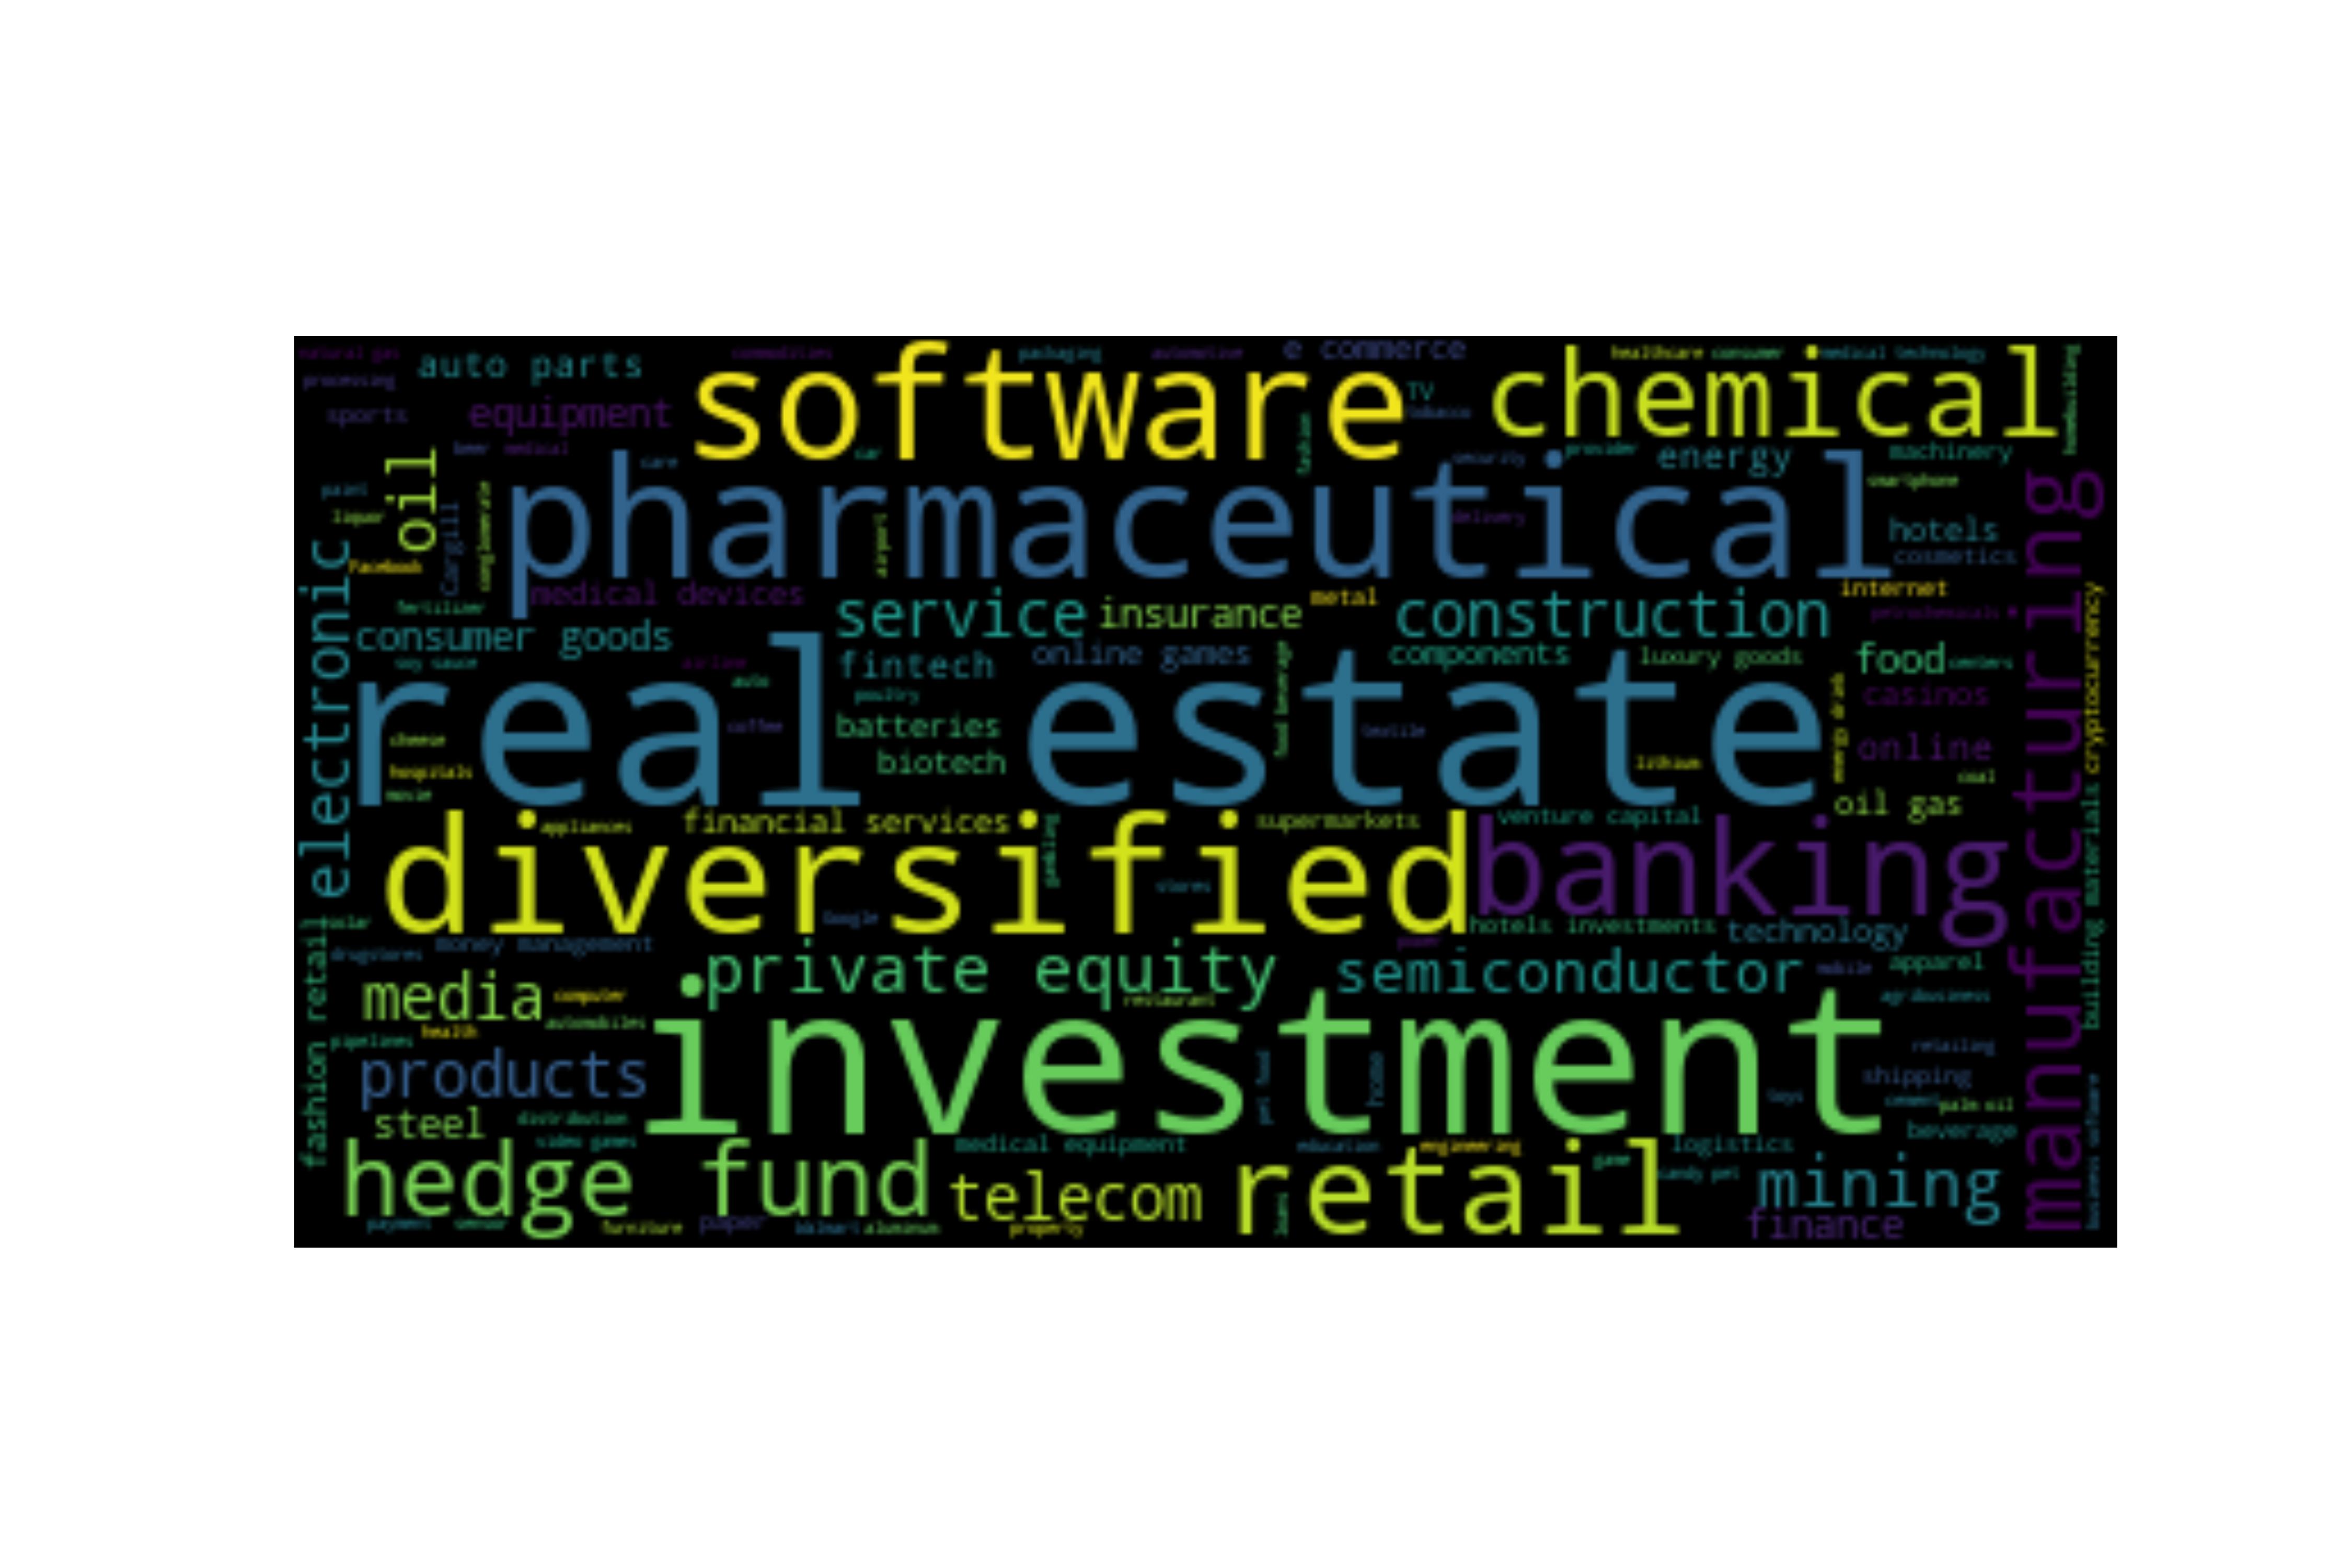 natural gas
auto parts
commodities
software
packaging
automotive
e commerce
chemical
healthcare consumer
medical technology
homebuilding
processing
sports
equipment
TV
tobacco
fashion
beer medical
care
car
security
provider
energy
machinery
oil
pharmaceutical
paint
liquor
Cargill
conglomerate
airport
delivery
smartphone
hotels
cosmetics
manufacturing
electronic
Facebook
fertilizer
medical devices
service
insurance
metal
construction
internet
petrochemicals
cryptocurrency
consumer goods
soy sauce
airline
auto
fintech
online games
components
luxury goods
food
centers
real estate
poultry
batteries
biotech
coffee
food beverage
textile
lithium
energy drink
casinos
online
coal
cheese
hospitals
movie
oil gas
diversified
appliances
financial services
gambling
supermarkets
venture capital
banking
building materials
Google
stores
hotels investments
technology
solar
drugstores
money management
fashion retail
private equity
semiconductor
mobile
apparel
media
computer
restaurant
agribusiness
health
automobiles
pipelines
investment
products
pet food
home
retailing
shipping
toys
cement
palm oil
steel
distribution
video games
medical equipment
education
engineering
logistics
beverage
business software
hedge fund
telecom
retail
game
candy pet
mining
payment
sensor
furniture
paper
aluminum
property
loans
finance